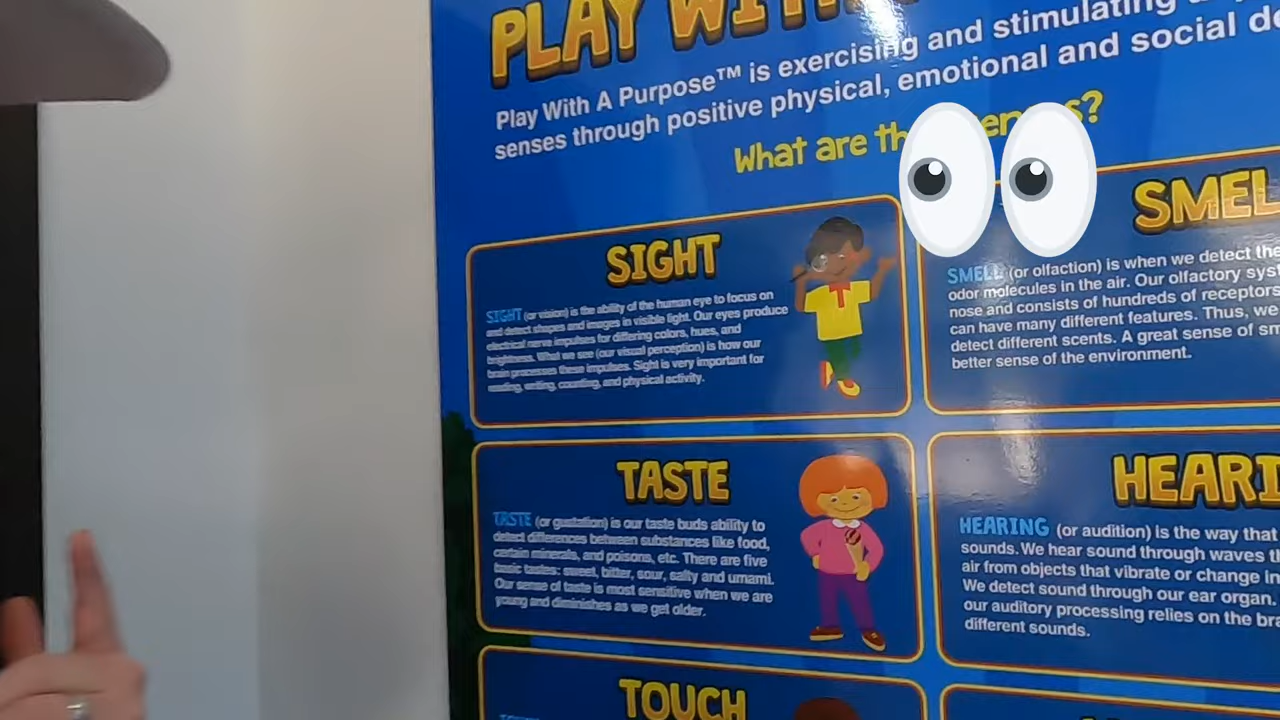 PLAY WITH
Play With A Purpose™ is exercising and stimulating
senses through positive physical, emotional and social
What are
SIGHT
SIGHT (or vision) is the ability of the human eye to focus on
and detect shapes and images in visible light. Our eyes produce
electrical nerve impulses for differing colors, hues, and
brightness. What we see (our visual perception) is how our
brain processes these impulses. Sight is very important for
reading, writing, counting, and physical activity.
SMEL
SMELL (or olfaction) is when we detect the
odor molecules in the air. Our olfactory sys
nose and consists of hundreds of receptors
can have many different features. Thus, we
detect different scents. A great sense of sm
better sense of the environment.
TASTE
TASTE (or gustation) is our taste buds ability to
detect differences between substances like food,
certain minerals, and poisons, etc. There are five
basic tastes: sweet, bitter, sour, salty and umami.
Our sense of taste is most sensitive when we are
young and diminishes as we get older.
HEARI
HEARING (or audition) is the way that
sounds. We hear sound through waves th
air from objects that vibrate or change in
We detect sound through our ear organ.
our auditory processing relies on the bra
different sounds.
TOUCH